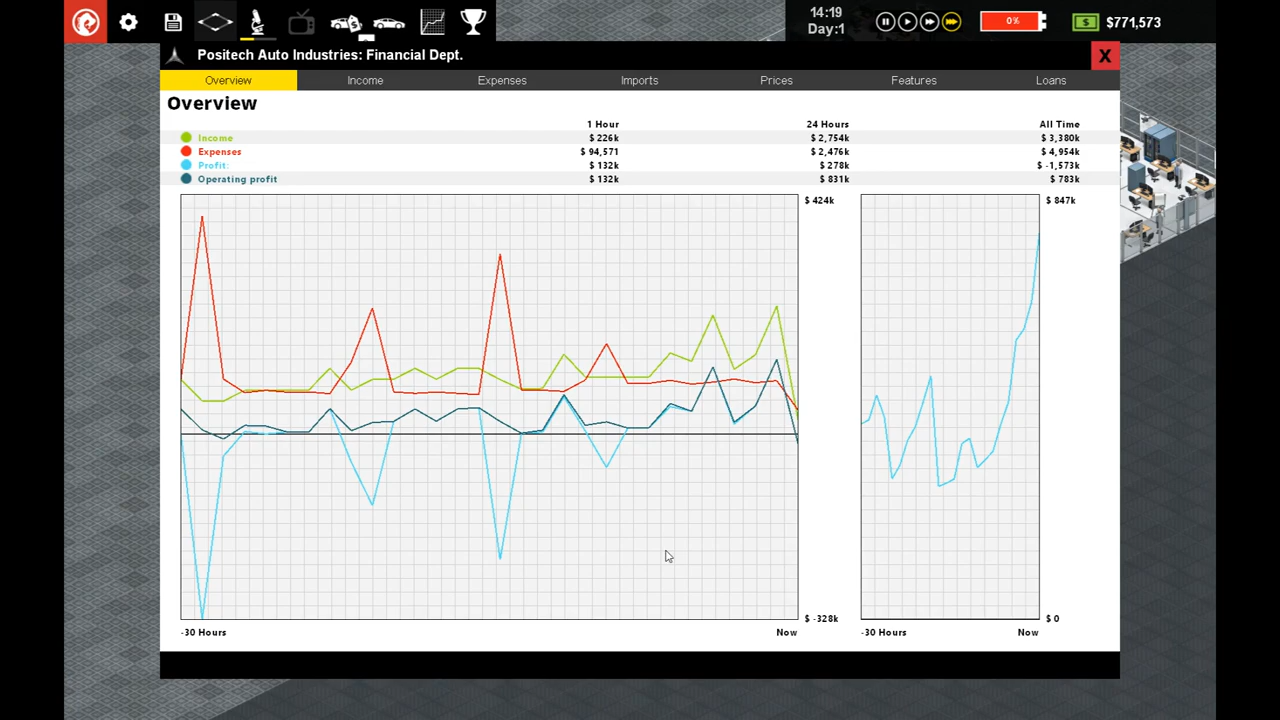 14:19
Day:1
0%
$
$771,573
Positech Auto Industries: Financial Dept.
X
Overview Income Expenses Imports Prices Features Loans
Overview
1 Hour 24 Hours All Time
Income $ 226k $ 2,754k $ 3,380k
Expenses $ 94,571 $ 2,476k $ 4,954k
Profit: $ 132k $ 278k $ -1,573k
Operating profit $ 132k $ 831k $ 783k
$ 424k $ 847k
$ -328k $ 0
-30 Hours Now -30 Hours Now